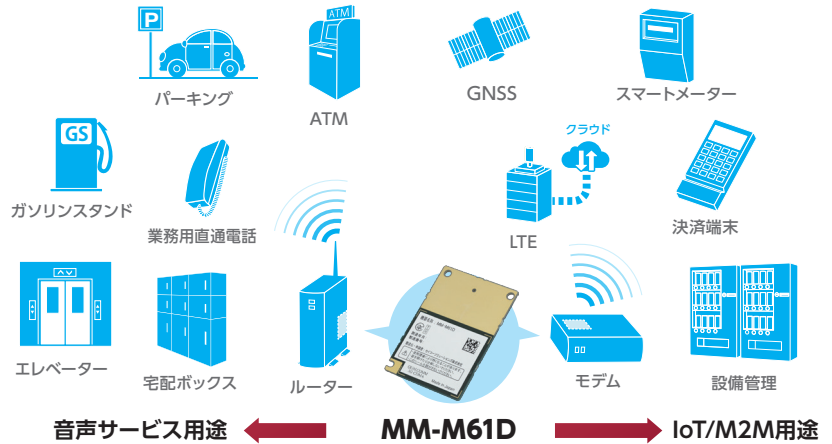 P
パーキング
ATM
ATM
GNSS
スマートメーター
GS
ガソリンスタンド
業務用直通電話
クラウド
LTE
決済端末
エレベーター
宅配ボックス
ルーター
モデム
設備管理
音声サービス用途
MM-M61D
IoT/M2M用途